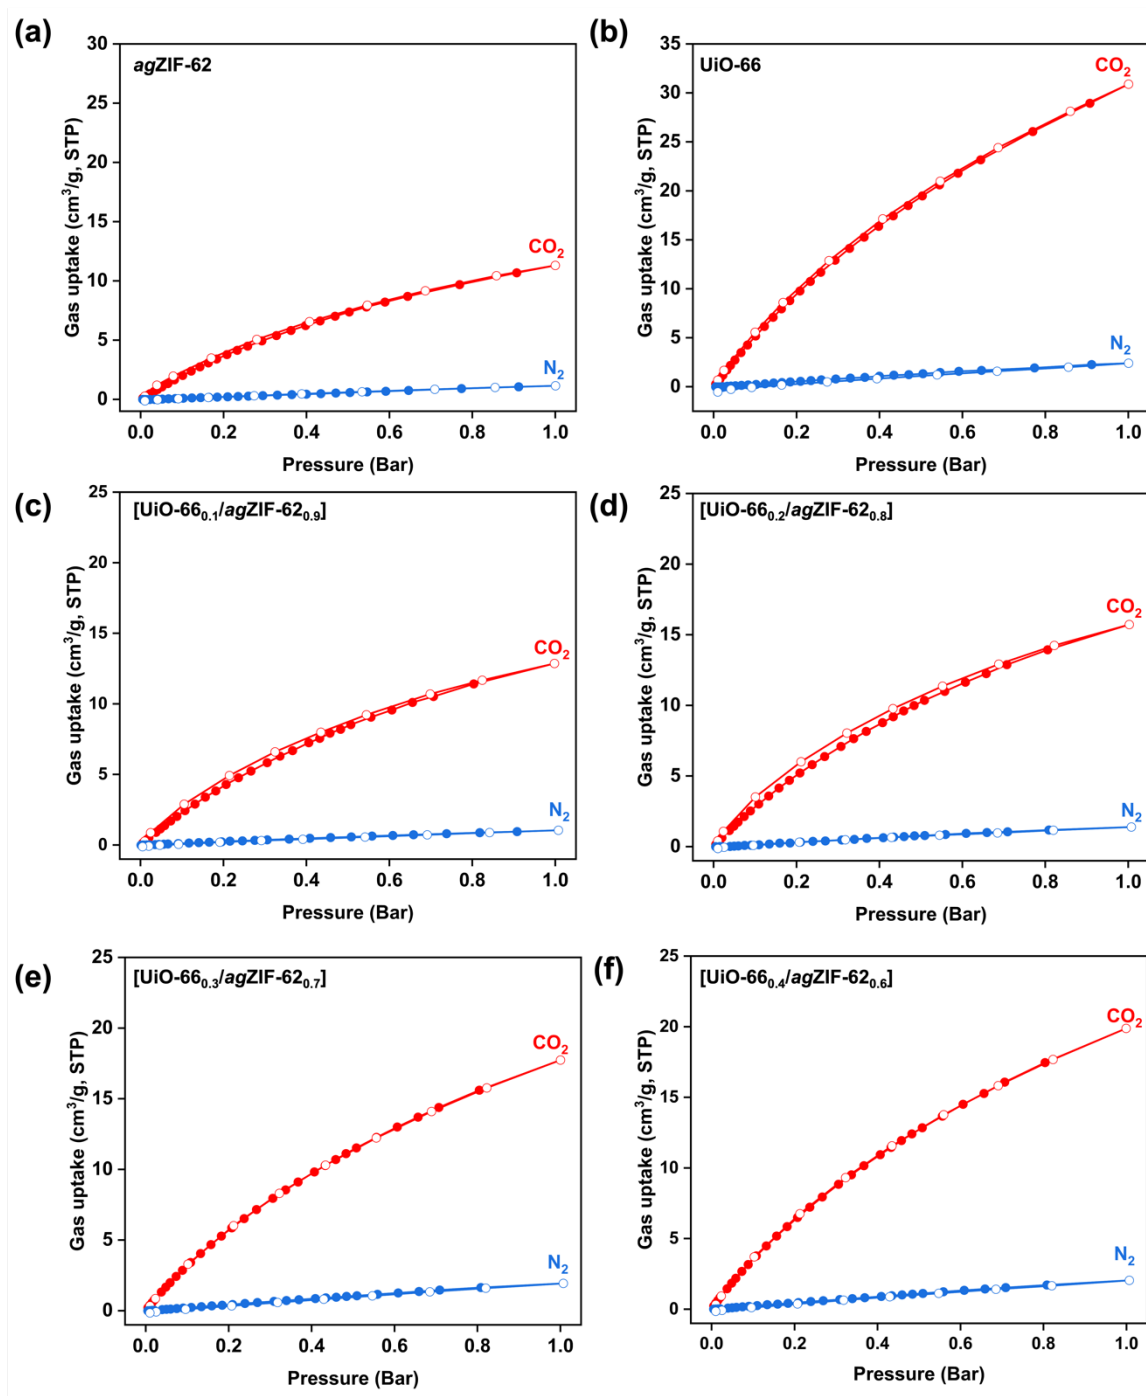 (a)
agZIF-62
Gas uptake (cm³/g, STP)
30
25
20
15
10
5
0
CO₂
N₂
0.0 0.2 0.4 0.6 0.8 1.0
Pressure (Bar)
(b)
UiO-66
Gas uptake (cm³/g, STP)
35
30
25
20
15
10
5
0
CO₂
N₂
0.0 0.2 0.4 0.6 0.8 1.0
Pressure (Bar)
(c)
[UiO-66₀.₁/agZIF-62₀.₉]
Gas uptake (cm³/g, STP)
25
20
15
10
5
0
CO₂
N₂
0.0 0.2 0.4 0.6 0.8 1.0
Pressure (Bar)
(d)
[UiO-66₀.₂/agZIF-62₀.₈]
Gas uptake (cm³/g, STP)
25
20
15
10
5
0
CO₂
N₂
0.0 0.2 0.4 0.6 0.8 1.0
Pressure (Bar)
(e)
[UiO-66₀.₃/agZIF-62₀.₇]
Gas uptake (cm³/g, STP)
25
20
15
10
5
0
CO₂
N₂
0.0 0.2 0.4 0.6 0.8 1.0
Pressure (Bar)
(f)
[UiO-66₀.₄/agZIF-62₀.₆]
Gas uptake (cm³/g, STP)
25
20
15
10
5
0
CO₂
N₂
0.0 0.2 0.4 0.6 0.8 1.0
Pressure (Bar)